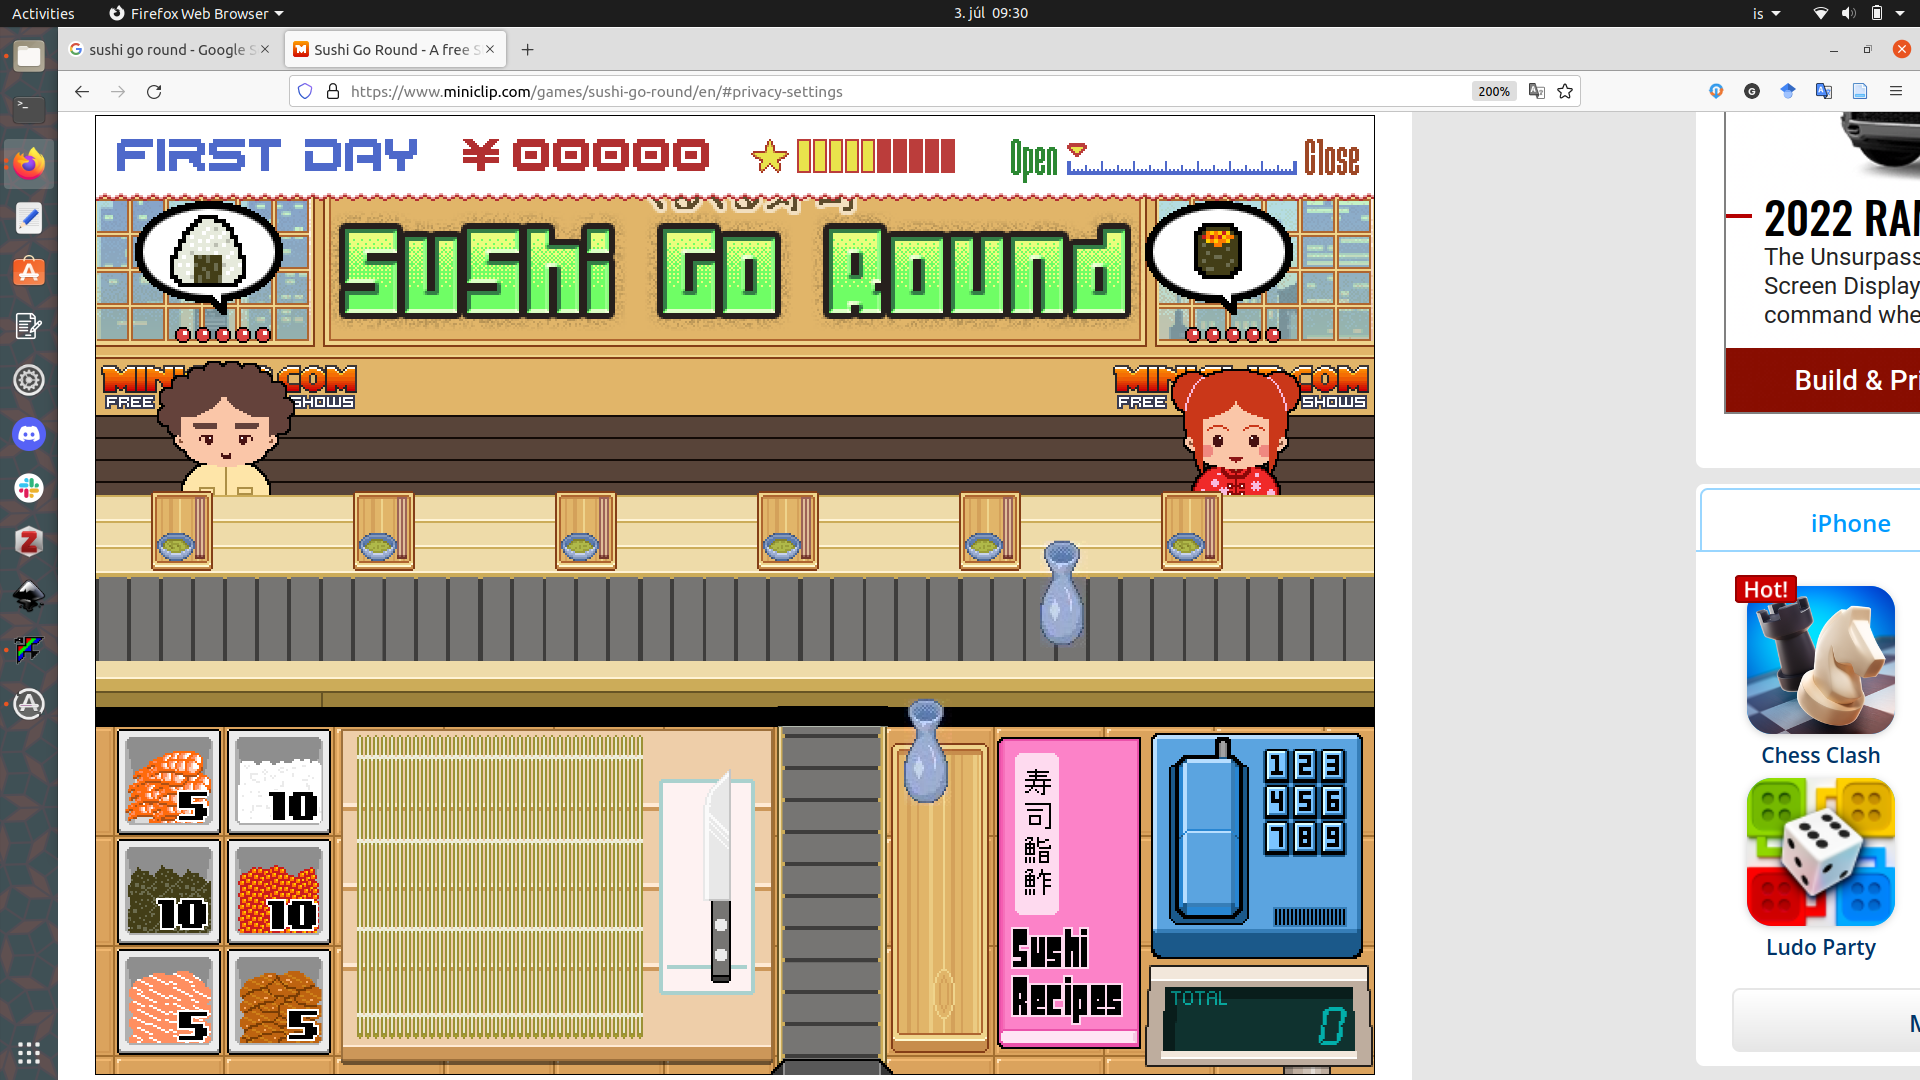 Activities
Firefox Web Browser
3. júl 09:30
is
sushi go round - Google S
Sushi Go Round - A free S
https://www.miniclip.com/games/sushi-go-round/en/#privacy-settings
200%
FIRST DAY
¥ 00000
Open
Close
Sushi Go Round
FREE
SHOWS
FREE
SHOWS
5
10
10
10
5
5
寿
司
鮨
鮓
Sushi
Recipes
1 2 3
4 5 6
7 8 9
TOTAL
0
2022 RA
The Unsurpass
Screen Display
command whe
Build & Pri
iPhone
Hot!
Chess Clash
Ludo Party